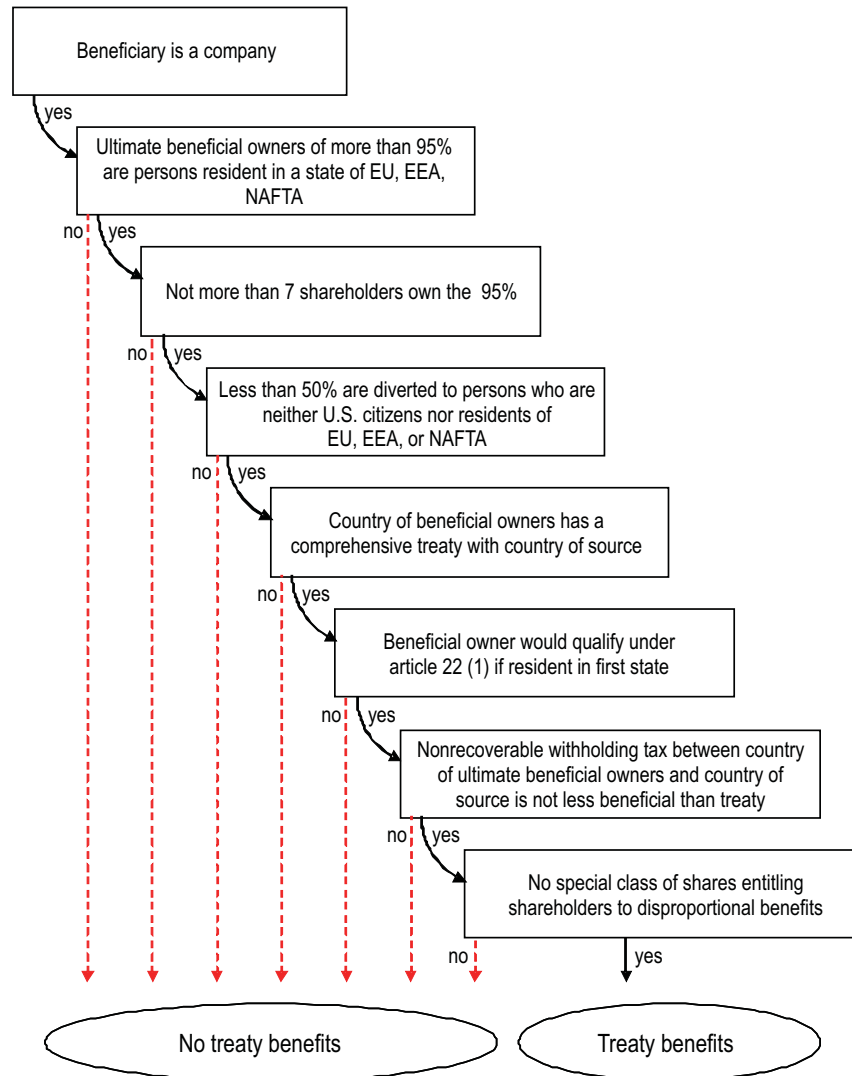 Beneficiary is a company
yes
Ultimate beneficial owners of more than 95%
are persons resident in a state of EU, EEA,
NAFTA
no
yes
Not more than 7 shareholders own the 95%
no
yes
Less than 50% are diverted to persons who are
neither U.S. citizens nor residents of
EU, EEA, or NAFTA
no
yes
Country of beneficial owners has a
comprehensive treaty with country of source
no
yes
Beneficial owner would qualify under
article 22 (1) if resident in first state
no
yes
Nonrecoverable withholding tax between country
of ultimate beneficial owners and country of
source is not less beneficial than treaty
no
yes
No special class of shares entitling
shareholders to disproportional benefits
no
yes
No treaty benefits
Treaty benefits